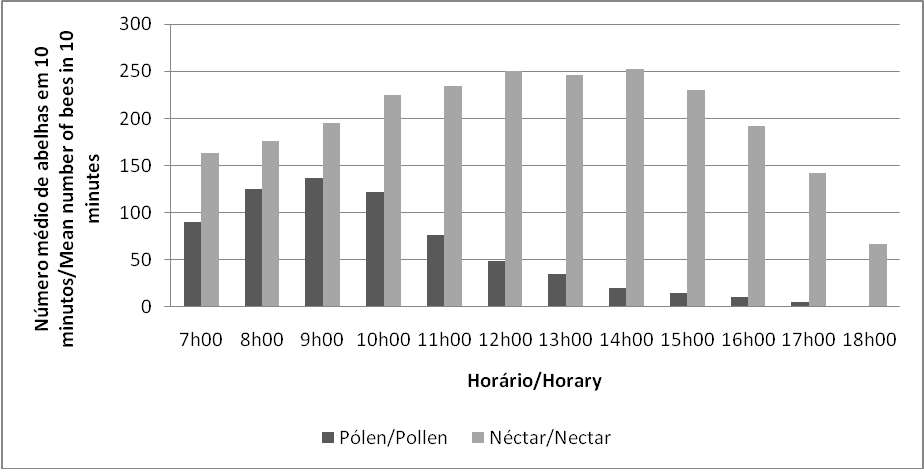 Número médio de abelhas em 10
minutos/Mean number of bees in 10
minutes
300
250
200
150
100
50
0
7h00 8h00 9h00 10h00 11h00 12h00 13h00 14h00 15h00 16h00 17h00 18h00
Horário/Horary
Pólen/Pollen Néctar/Nectar